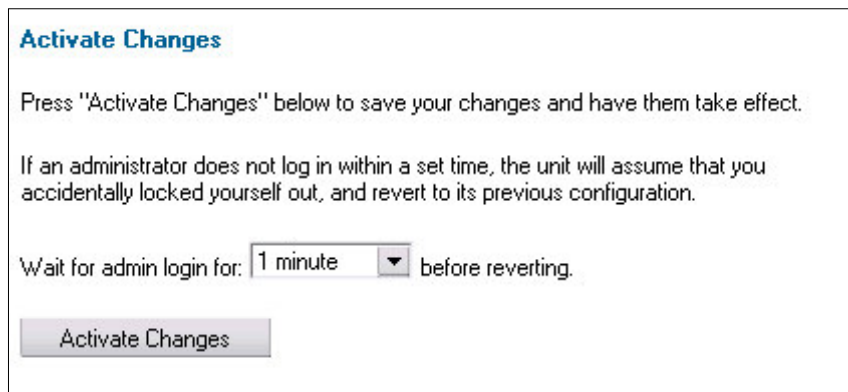 Activate Changes
Press "Activate Changes" below to save your changes and have them take effect.
If an administrator does not log in within a set time, the unit will assume that you
accidentally locked yourself out, and revert to its previous configuration.
Wait for admin login for: 1 minute before reverting.
Activate Changes